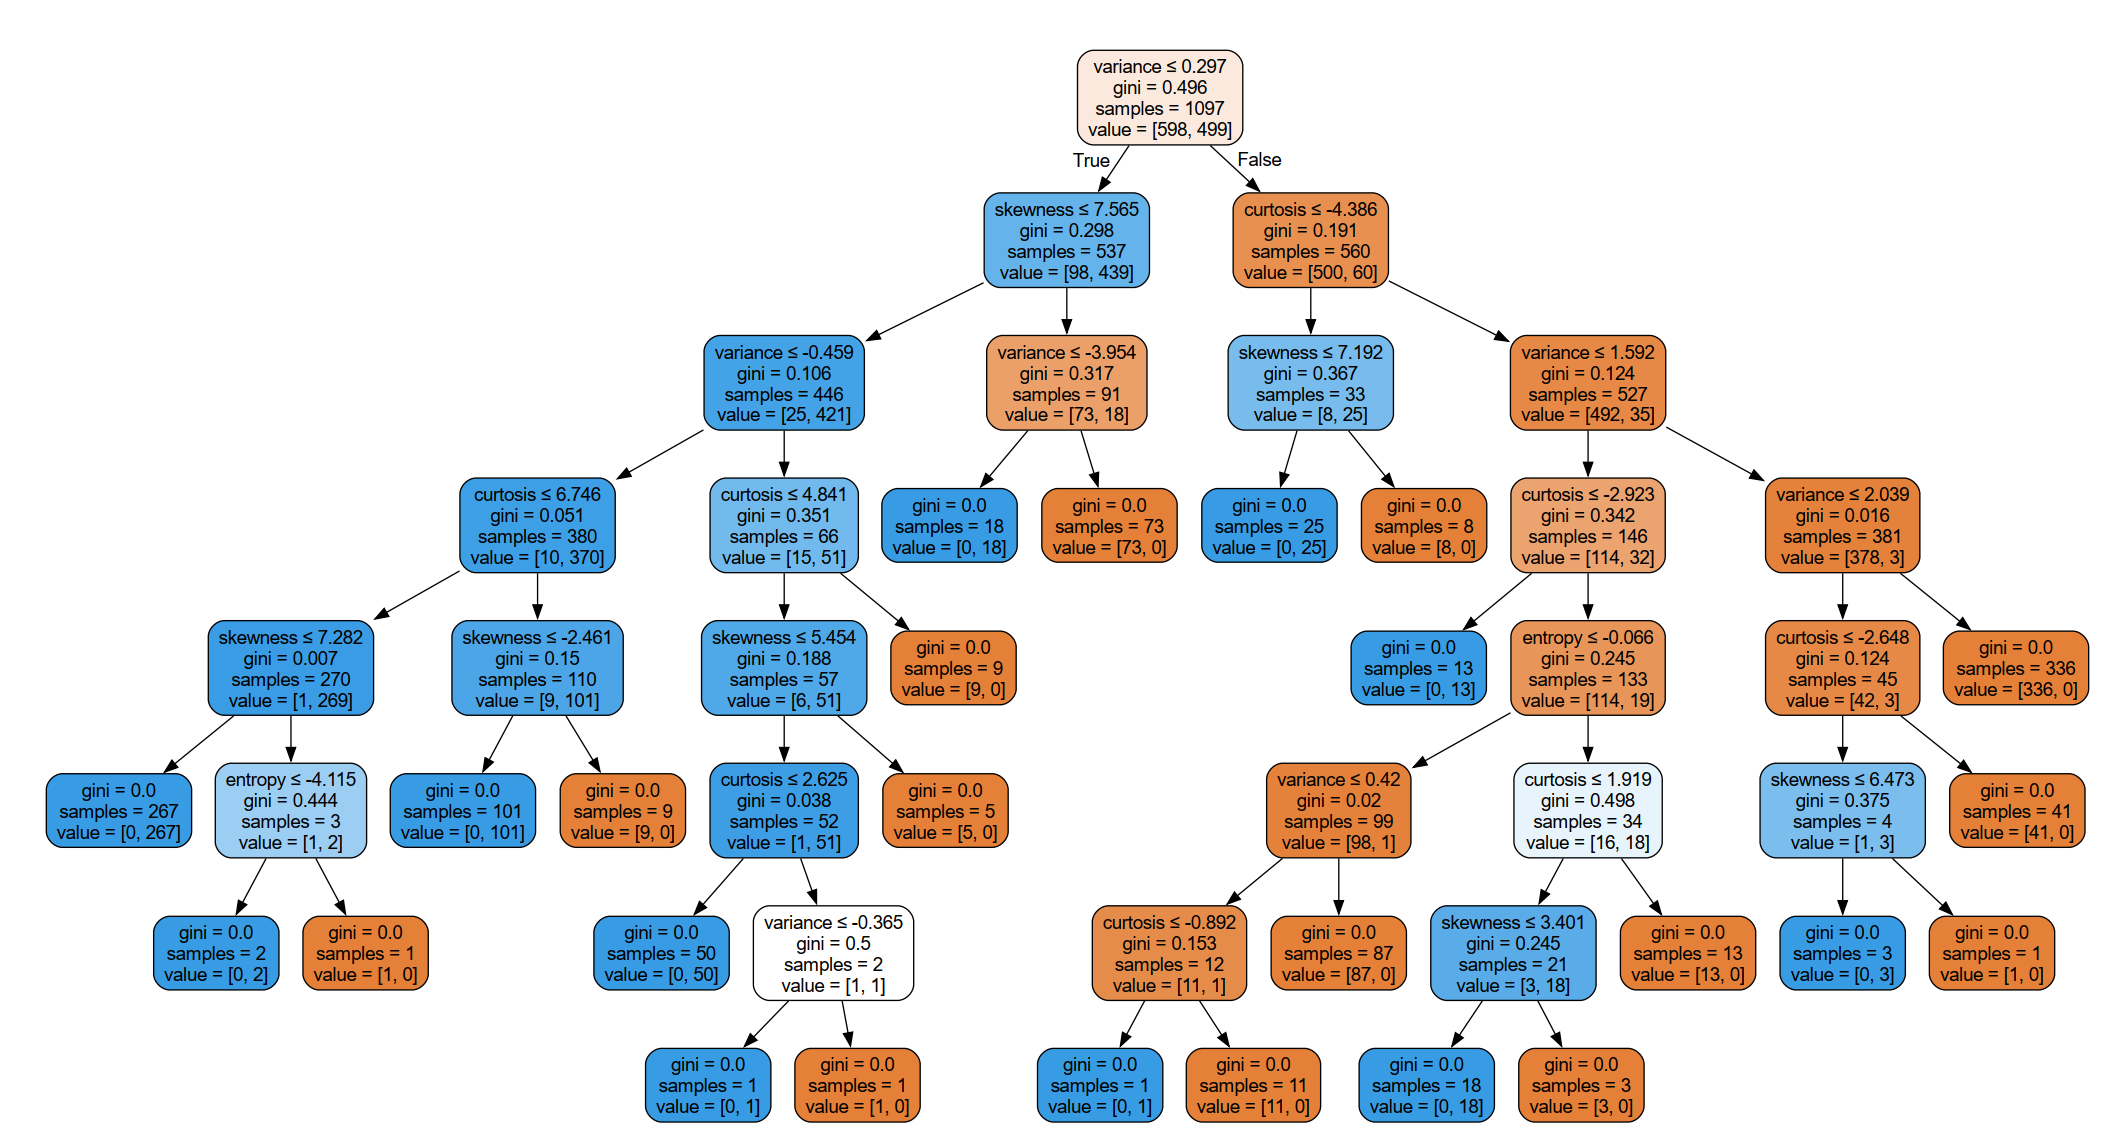 variance ≤ 0.297
gini = 0.496
samples = 1097
value = [598, 499]
True
False
skewness ≤ 7.565
gini = 0.298
samples = 537
value = [98, 439]
curtosis ≤ -4.386
gini = 0.191
samples = 560
value = [500, 60]
variance ≤ -0.459
gini = 0.106
samples = 446
value = [25, 421]
variance ≤ -3.954
gini = 0.317
samples = 91
value = [73, 18]
skewness ≤ 7.192
gini = 0.367
samples = 33
value = [8, 25]
variance ≤ 1.592
gini = 0.124
samples = 527
value = [492, 35]
curtosis ≤ 6.746
gini = 0.051
samples = 380
value = [10, 370]
curtosis ≤ 4.841
gini = 0.351
samples = 66
value = [15, 51]
gini = 0.0
samples = 18
value = [0, 18]
gini = 0.0
samples = 73
value = [73, 0]
gini = 0.0
samples = 25
value = [0, 25]
gini = 0.0
samples = 8
value = [8, 0]
curtosis ≤ -2.923
gini = 0.342
samples = 146
value = [114, 32]
variance ≤ 2.039
gini = 0.016
samples = 381
value = [378, 3]
skewness ≤ 7.282
gini = 0.007
samples = 270
value = [1, 269]
skewness ≤ -2.461
gini = 0.15
samples = 110
value = [9, 101]
skewness ≤ 5.454
gini = 0.188
samples = 57
value = [6, 51]
gini = 0.0
samples = 9
value = [9, 0]
gini = 0.0
samples = 13
value = [0, 13]
entropy ≤ -0.066
gini = 0.245
samples = 133
value = [114, 19]
curtosis ≤ -2.648
gini = 0.124
samples = 45
value = [42, 3]
gini = 0.0
samples = 336
value = [336, 0]
gini = 0.0
samples = 267
value = [0, 267]
entropy ≤ -4.115
gini = 0.444
samples = 3
value = [1, 2]
gini = 0.0
samples = 101
value = [0, 101]
gini = 0.0
samples = 9
value = [9, 0]
curtosis ≤ 2.625
gini = 0.038
samples = 52
value = [1, 51]
gini = 0.0
samples = 5
value = [5, 0]
variance ≤ 0.42
gini = 0.02
samples = 99
value = [98, 1]
curtosis ≤ 1.919
gini = 0.498
samples = 34
value = [16, 18]
skewness ≤ 6.473
gini = 0.375
samples = 4
value = [1, 3]
gini = 0.0
samples = 41
value = [41, 0]
gini = 0.0
samples = 2
value = [0, 2]
gini = 0.0
samples = 1
value = [1, 0]
gini = 0.0
samples = 50
value = [0, 50]
variance ≤ -0.365
gini = 0.5
samples = 2
value = [1, 1]
curtosis ≤ -0.892
gini = 0.153
samples = 12
value = [11, 1]
gini = 0.0
samples = 87
value = [87, 0]
skewness ≤ 3.401
gini = 0.245
samples = 21
value = [3, 18]
gini = 0.0
samples = 13
value = [13, 0]
gini = 0.0
samples = 3
value = [0, 3]
gini = 0.0
samples = 1
value = [1, 0]
gini = 0.0
samples = 1
value = [0, 1]
gini = 0.0
samples = 1
value = [1, 0]
gini = 0.0
samples = 1
value = [0, 1]
gini = 0.0
samples = 11
value = [11, 0]
gini = 0.0
samples = 18
value = [0, 18]
gini = 0.0
samples = 3
value = [3, 0]